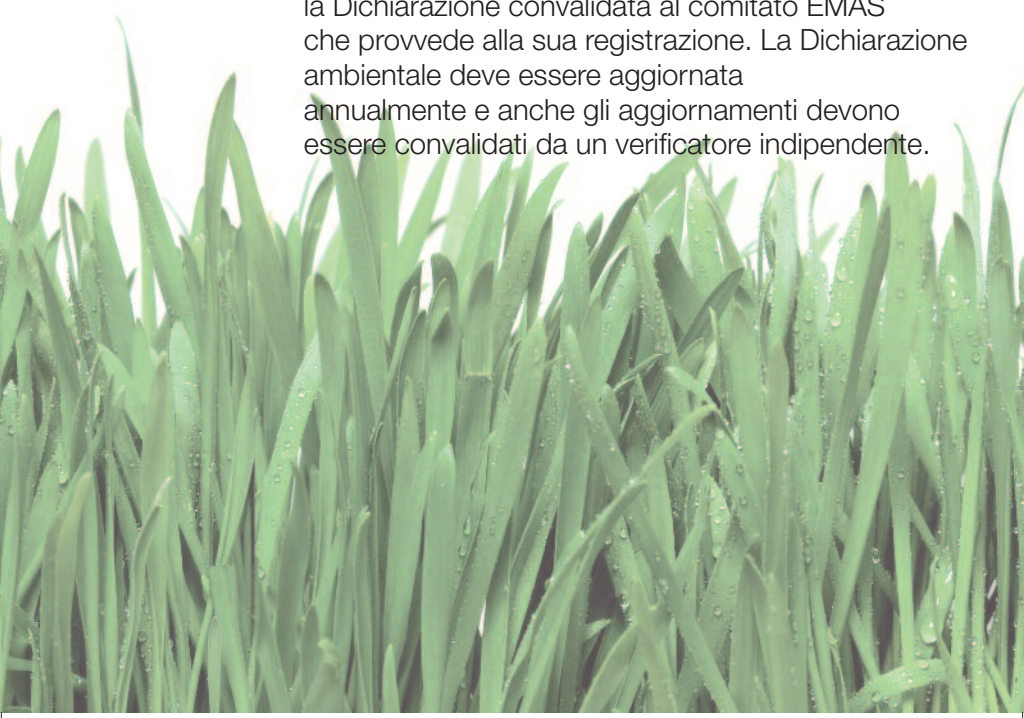 la Dichiarazione convalidata al comitato EMAS
che provvede alla sua registrazione. La Dichiarazione
ambientale deve essere aggiornata
annualmente e anche gli aggiornamenti devono
essere convalidati da un verificatore indipendente.